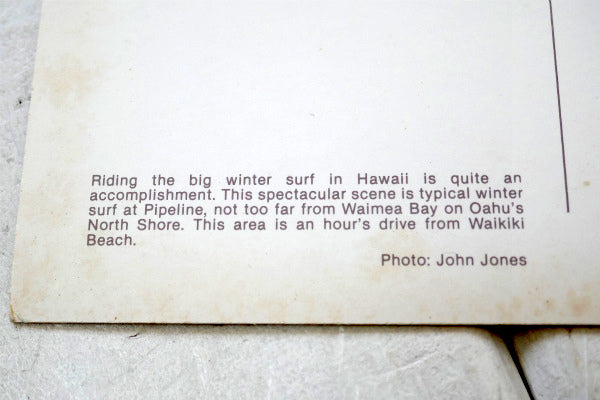 Riding the big winter surf in Hawaii is quite an
accomplishment. This spectacular scene is typical winter
surf at Pipeline, not too far from Waimea Bay on Oahu's
North Shore. This area is an hour's drive from Waikiki
Beach.
Photo: John Jones